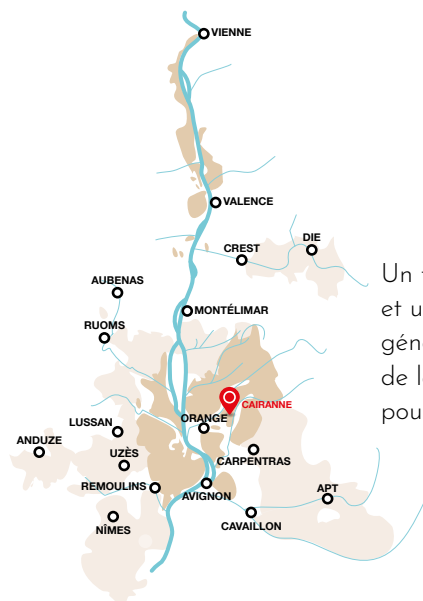 VIENNE
VALENCE
DIE
CREST
AUBENAS
MONTÉLIMAR
RUOMS
CAIRANNE
ORANGE
LUSSAN
ANDUZE
UZÈS
CARPENTRAS
REMOULINS
AVIGNON
APT
NÎMES
CAVAILLON
Un
et u
géné
de l
pou